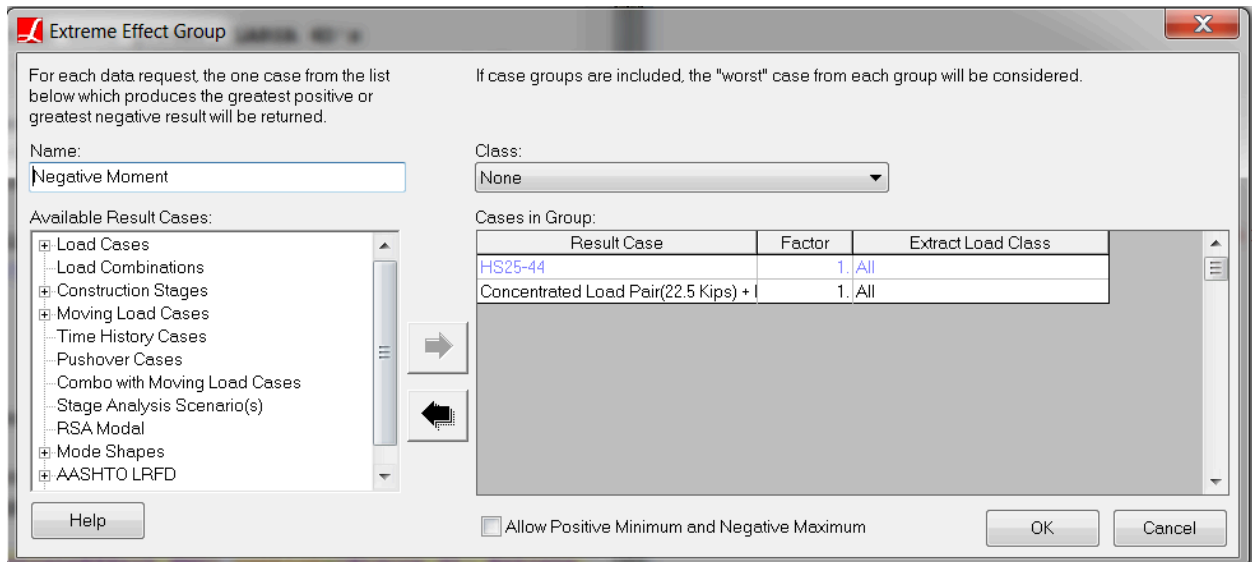 Extreme Effect Group
For each data request, the one case from the list
below which produces the greatest positive or
greatest negative result will be returned.
If case groups are included, the "worst" case from each group will be considered.
Name:
Negative Moment
Class:
None
Available Result Cases:
Load Cases
Load Combinations
Construction Stages
Moving Load Cases
Time History Cases
Pushover Cases
Combo with Moving Load Cases
Stage Analysis Scenario(s)
RSA Modal
Mode Shapes
AASHTO LRFD
Cases in Group:
Result Case Factor Extract Load Class
HS25-44 1. All
Concentrated Load Pair(22.5 Kips) + 1. All
Help
Allow Positive Minimum and Negative Maximum
OK
Cancel